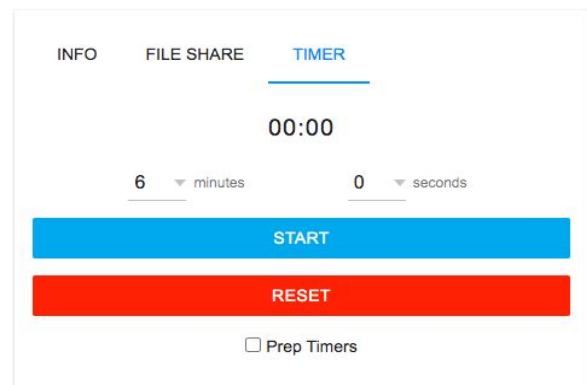 INFO FILE SHARE TIMER
00:00
6 minutes 0 seconds
START
RESET
Prep Timers